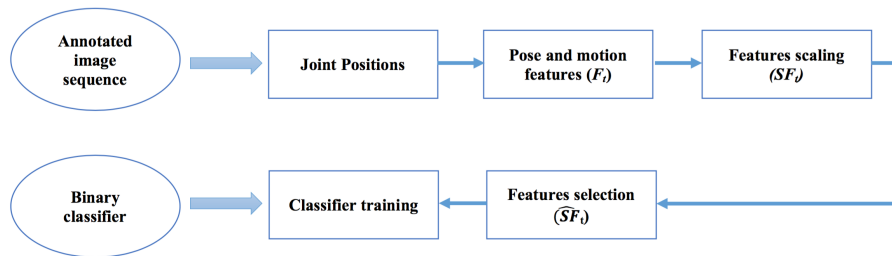 Annotated
image
sequence
Joint Positions
Pose and motion
features (Fₜ)
Features scaling
(SFₜ)
Binary
classifier
Classifier training
Features selection
(S͡Fₜ)